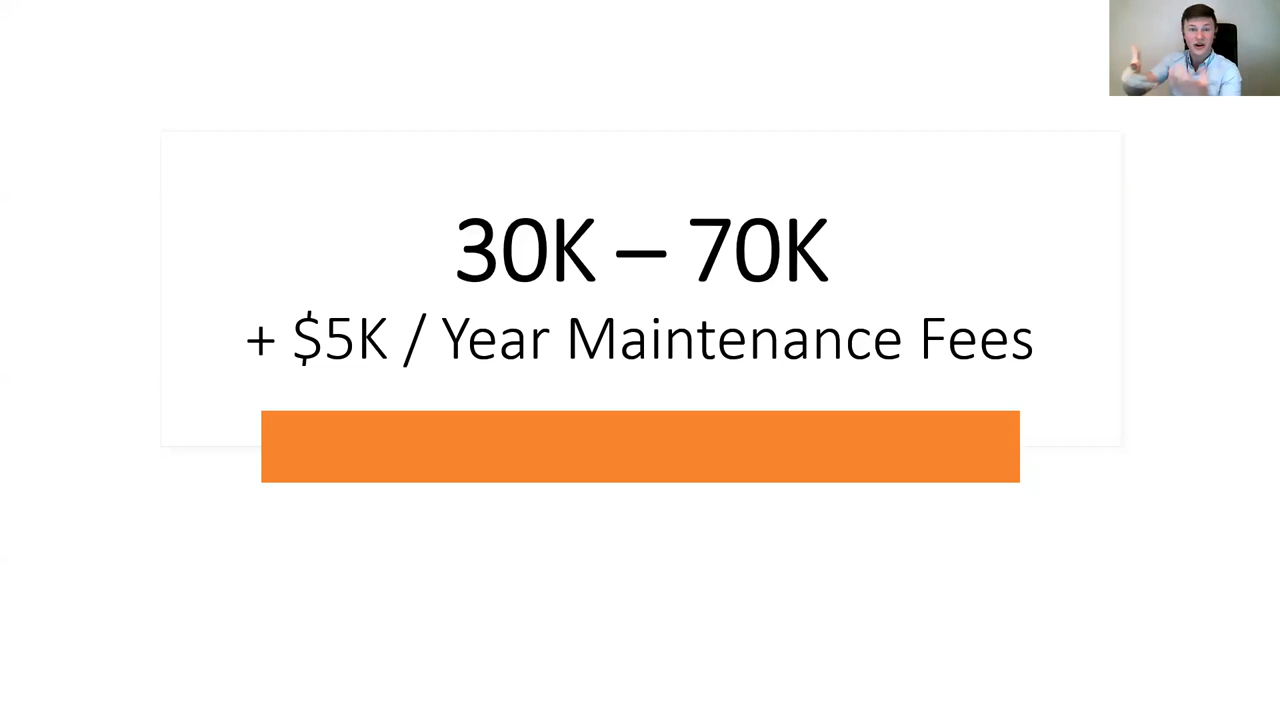 30K – 70K
+ $5K / Year Maintenance Fees